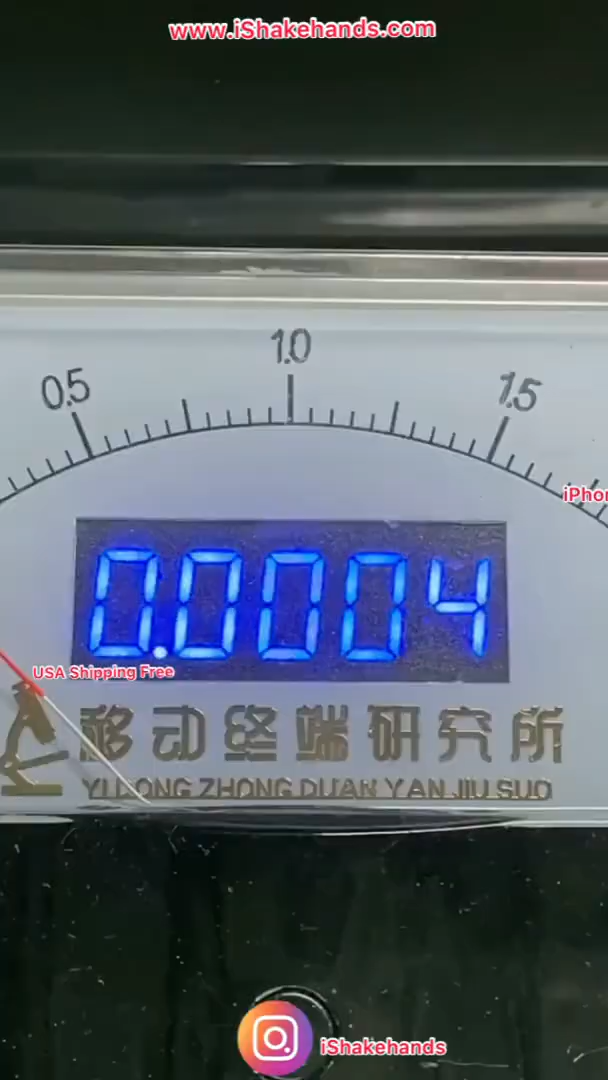 www.iShakehands.com
0.5 1.0 1.5
iPhon
0.0004
USA Shipping Free
移动终端研究所
YI DONG ZHONG DUAN YAN JIU SUO
iShakehands